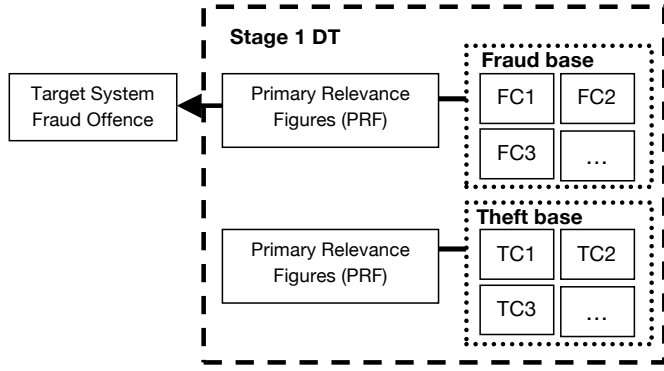 Stage 1 DT
Target System
Fraud Offence
Primary Relevance
Figures (PRF)
Fraud base
FC1 FC2
FC3 ...
Primary Relevance
Figures (PRF)
Theft base
TC1 TC2
TC3 ...